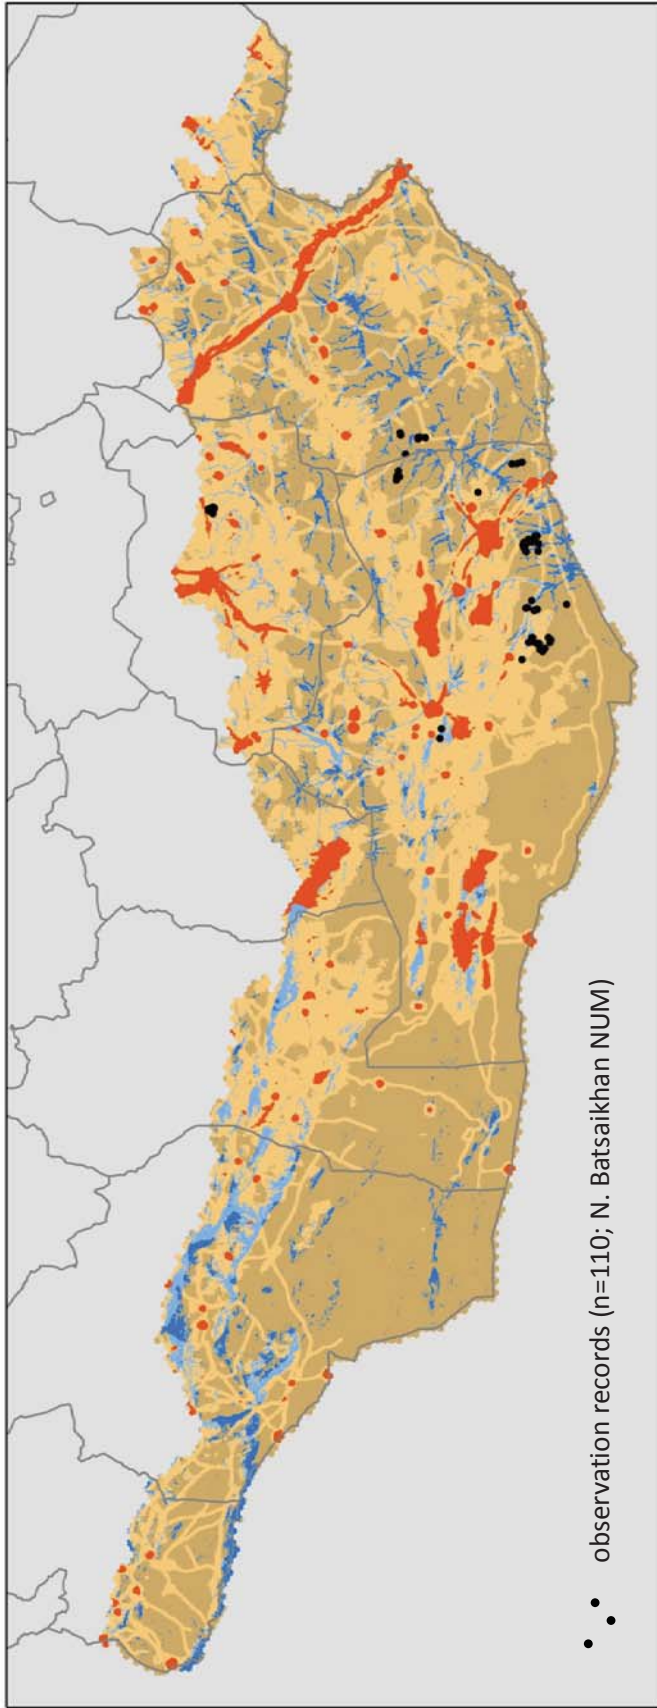 observation records (n=110; N. Batsaikhan NUM)